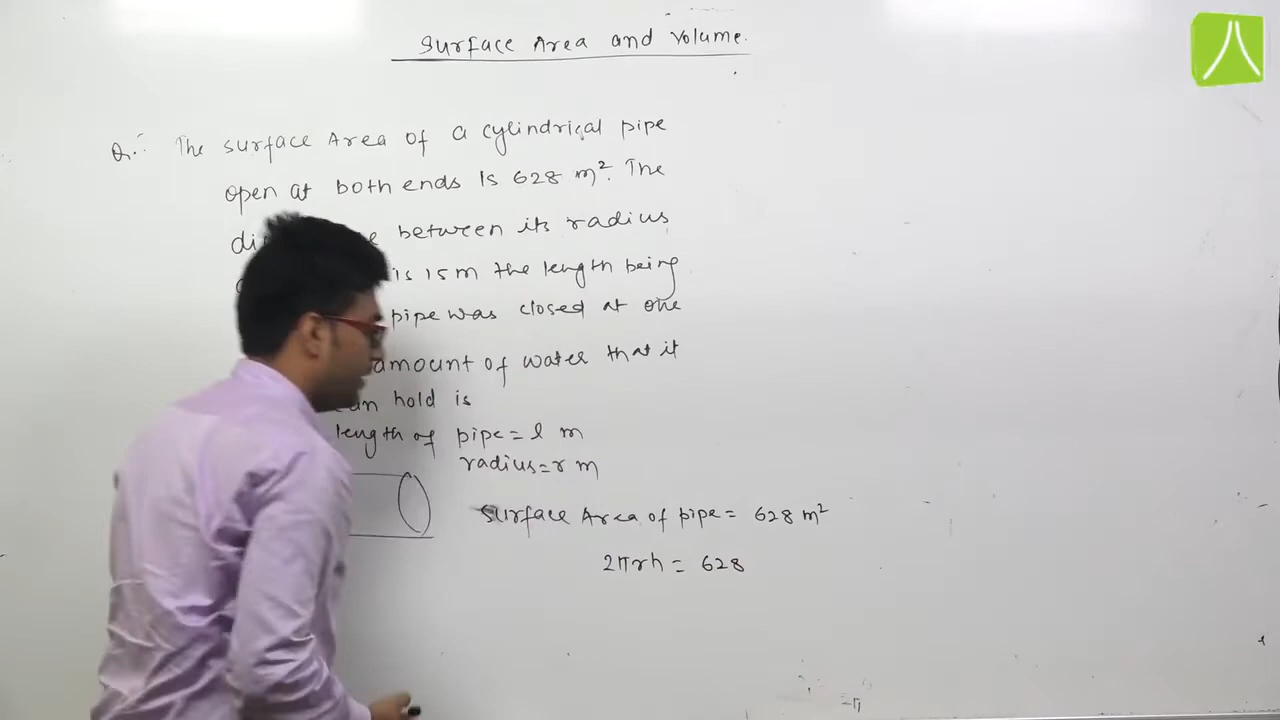 Surface Area and Volume.
Q.∴ The surface Area of a cylindrical pipe
open at both ends is 628 m². The
between its radius
is 15m the length being
pipe was closed at one
amount of water that it
hold is
length of pipe = l m
radius = r m
Surface Area of pipe = 628 m²
2πrh = 628
=π